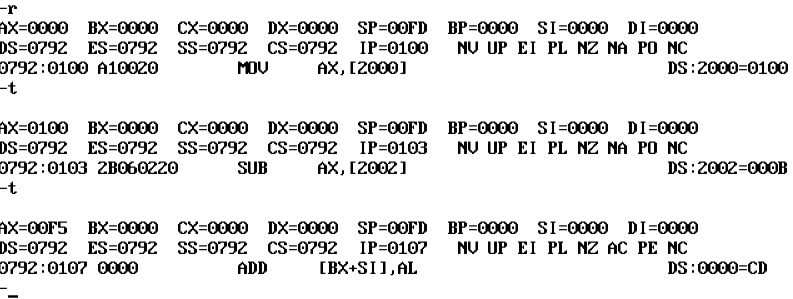 -r
AX=0000 BX=0000 CX=0000 DX=0000 SP=00FD BP=0000 SI=0000 DI=0000
DS=0792 ES=0792 SS=0792 CS=0792 IP=0100 NV UP EI PL NZ NA PO NC
0792:0100 A10020 MOV AX,[2000] DS:2000=0100
-t
AX=0100 BX=0000 CX=0000 DX=0000 SP=00FD BP=0000 SI=0000 DI=0000
DS=0792 ES=0792 SS=0792 CS=0792 IP=0103 NV UP EI PL NZ NA PO NC
0792:0103 2B060220 SUB AX,[2002] DS:2002=000B
-t
AX=00F5 BX=0000 CX=0000 DX=0000 SP=00FD BP=0000 SI=0000 DI=0000
DS=0792 ES=0792 SS=0792 CS=0792 IP=0107 NV UP EI PL NZ AC PE NC
0792:0107 0000 ADD [BX+SI],AL DS:0000=CD
-_